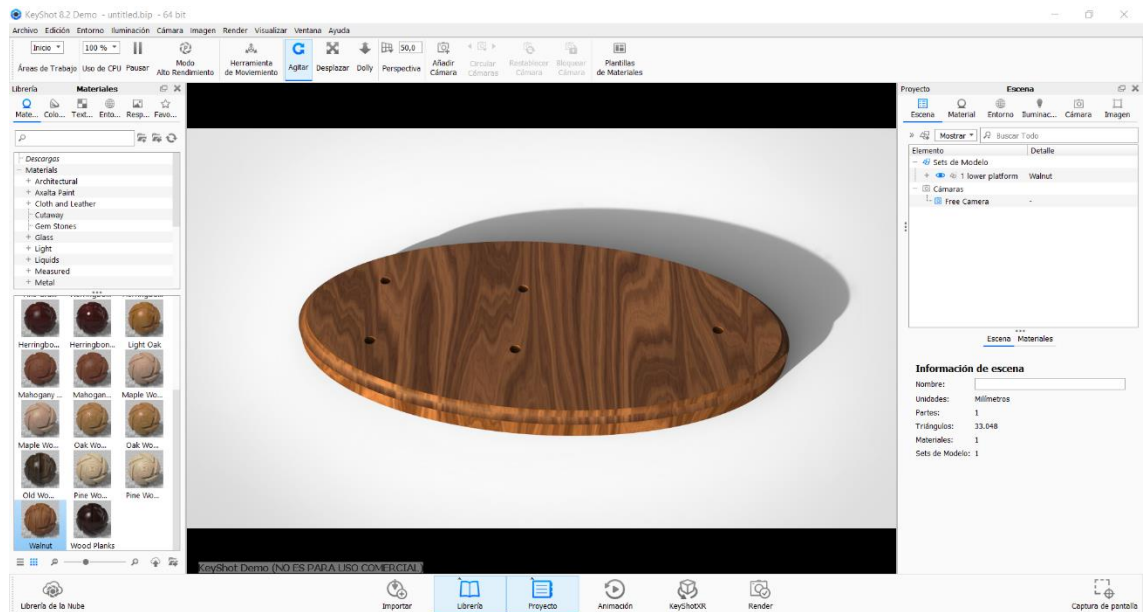 KeyShot 8.2 Demo - untitled.bip - 64 bit
Archivo Edición Entorno Iluminación Cámara Imagen Render Visualizar Ventana Ayuda
Inicio 100 % 50,0
Áreas de Trabajo Uso de CPU Pausar Modo Alto Rendimiento Herramienta de Moviemiento Agitar Desplazar Dolly Perspectiva Añadir Cámara Circular Cámaras Restablecer Cámara Bloquear Cámara Plantillas de Materiales
Librería Materiales
Mate... Colo... Text... Ento... Resp... Favo...
Descargas
Materials
Architectural
Axalta Paint
Cloth and Leather
Cutaway
Gem Stones
Glass
Light
Liquids
Measured
Metal
Herringbo... Herringbon... Light Oak
Mahogany ... Mahogan... Maple Wo...
Maple Wo... Oak Wo... Oak Wo...
Old Wo... Pine Wo... Pine Wo...
Walnut Wood Planks
KeyShot Demo (NO ES PARA USO COMERCIAL)
Proyecto Escena
Escena Material Entorno Iluminac... Cámara Imagen
Mostrar Buscar Todo
Elemento Detalle
Sets de Modelo
1 lower platform Walnut
Cámaras
Free Camera -
Escena Materiales
Información de escena
Nombre:
Unidades: Milímetros
Partes: 1
Triángulos: 33.048
Materiales: 1
Sets de Modelo: 1
Librería de la Nube Importar Librería Proyecto Animación KeyShotXR Render Captura de pantalla